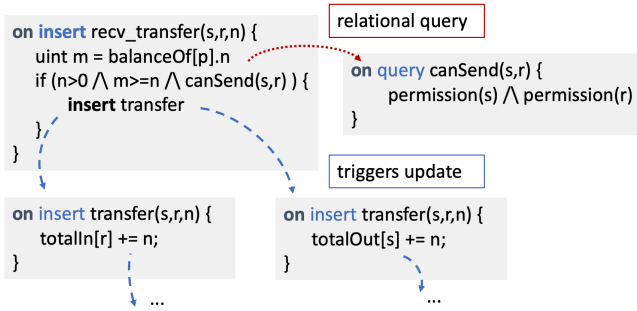 on insert recv_transfer(s,r,n) {
uint m = balanceOf[p].n
if (n>0 /\ m>=n /\ canSend(s,r) ) {
insert transfer
}
}
relational query
on query canSend(s,r) {
permission(s) /\ permission(r)
}
triggers update
on insert transfer(s,r,n) {
totalIn[r] += n;
}
...
on insert transfer(s,r,n) {
totalOut[s] += n;
}
...